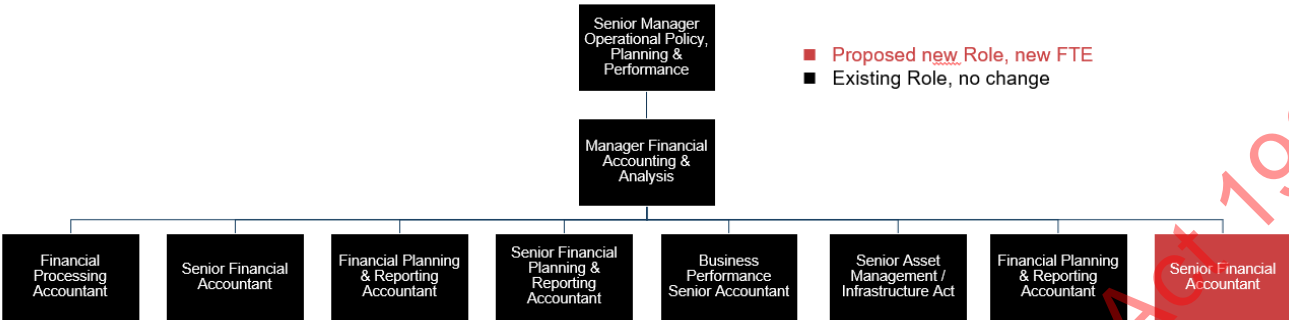 Senior Manager
Operational Policy,
Planning &
Performance
Proposed new Role, new FTE
Existing Role, no change
Manager Financial
Accounting &
Analysis
Financial
Processing
Accountant
Senior Financial
Accountant
Financial Planning
& Reporting
Accountant
Senior Financial
Planning &
Reporting
Accountant
Business
Performance
Senior Accountant
Senior Asset
Management /
Infrastructure Act
Financial Planning
& Reporting
Accountant
Senior Financial
Accountant
Act 19